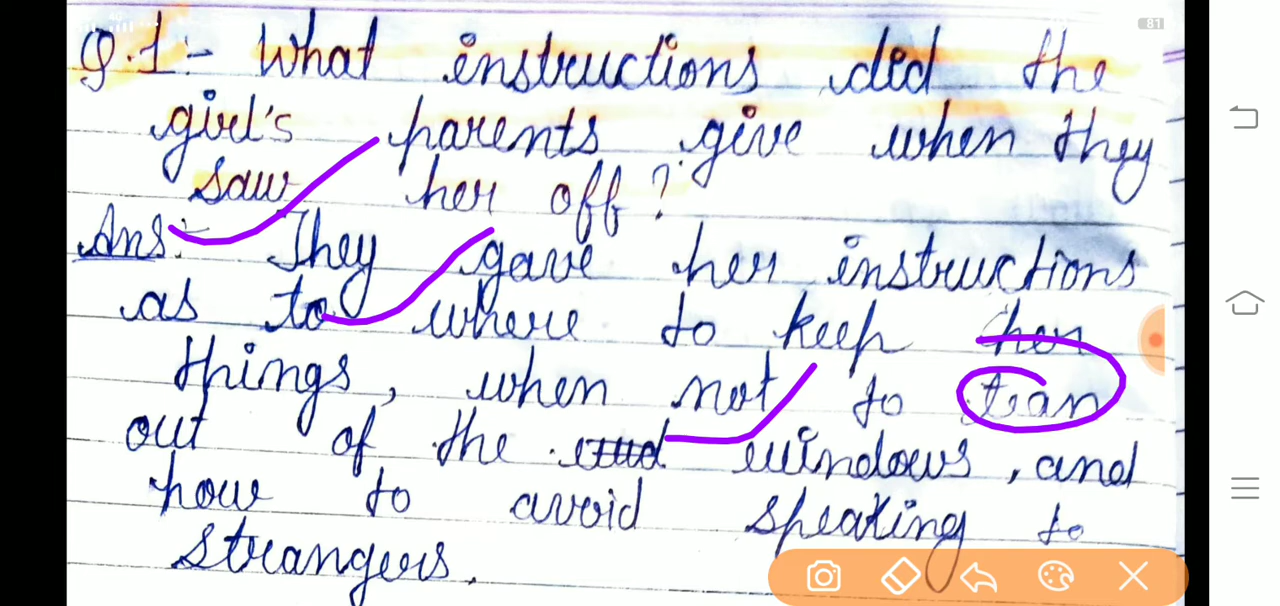 Q.1:- What instructions did the
girl's parents give when they
saw her off?
Ans:- They gave her instructions
as to where to keep her
things, when not to tran
out of the windows, and
how to avoid speaking to
strangers.
81